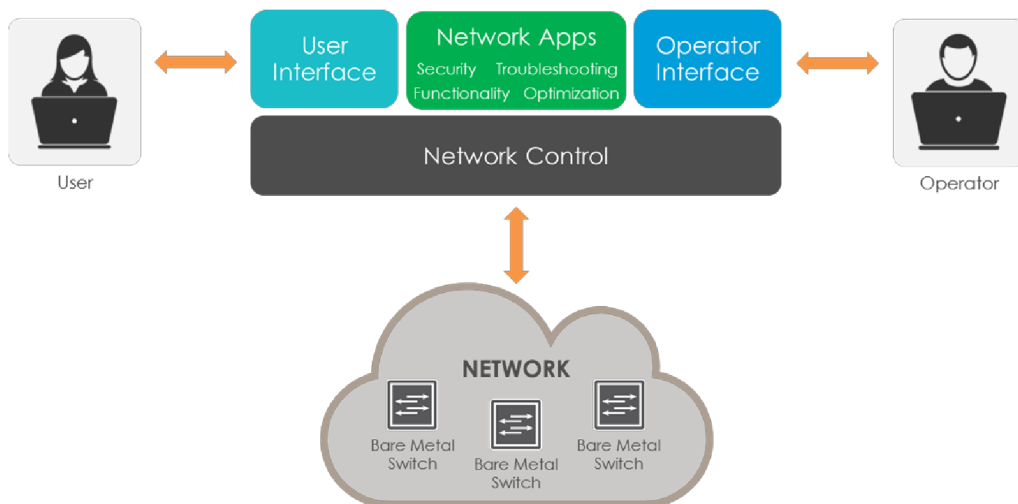 User
Interface
Network Apps
Security Troubleshooting
Functionality Optimization
Operator
Interface
Network Control
User
Operator
NETWORK
Bare Metal
Switch
Bare Metal
Switch
Bare Metal
Switch